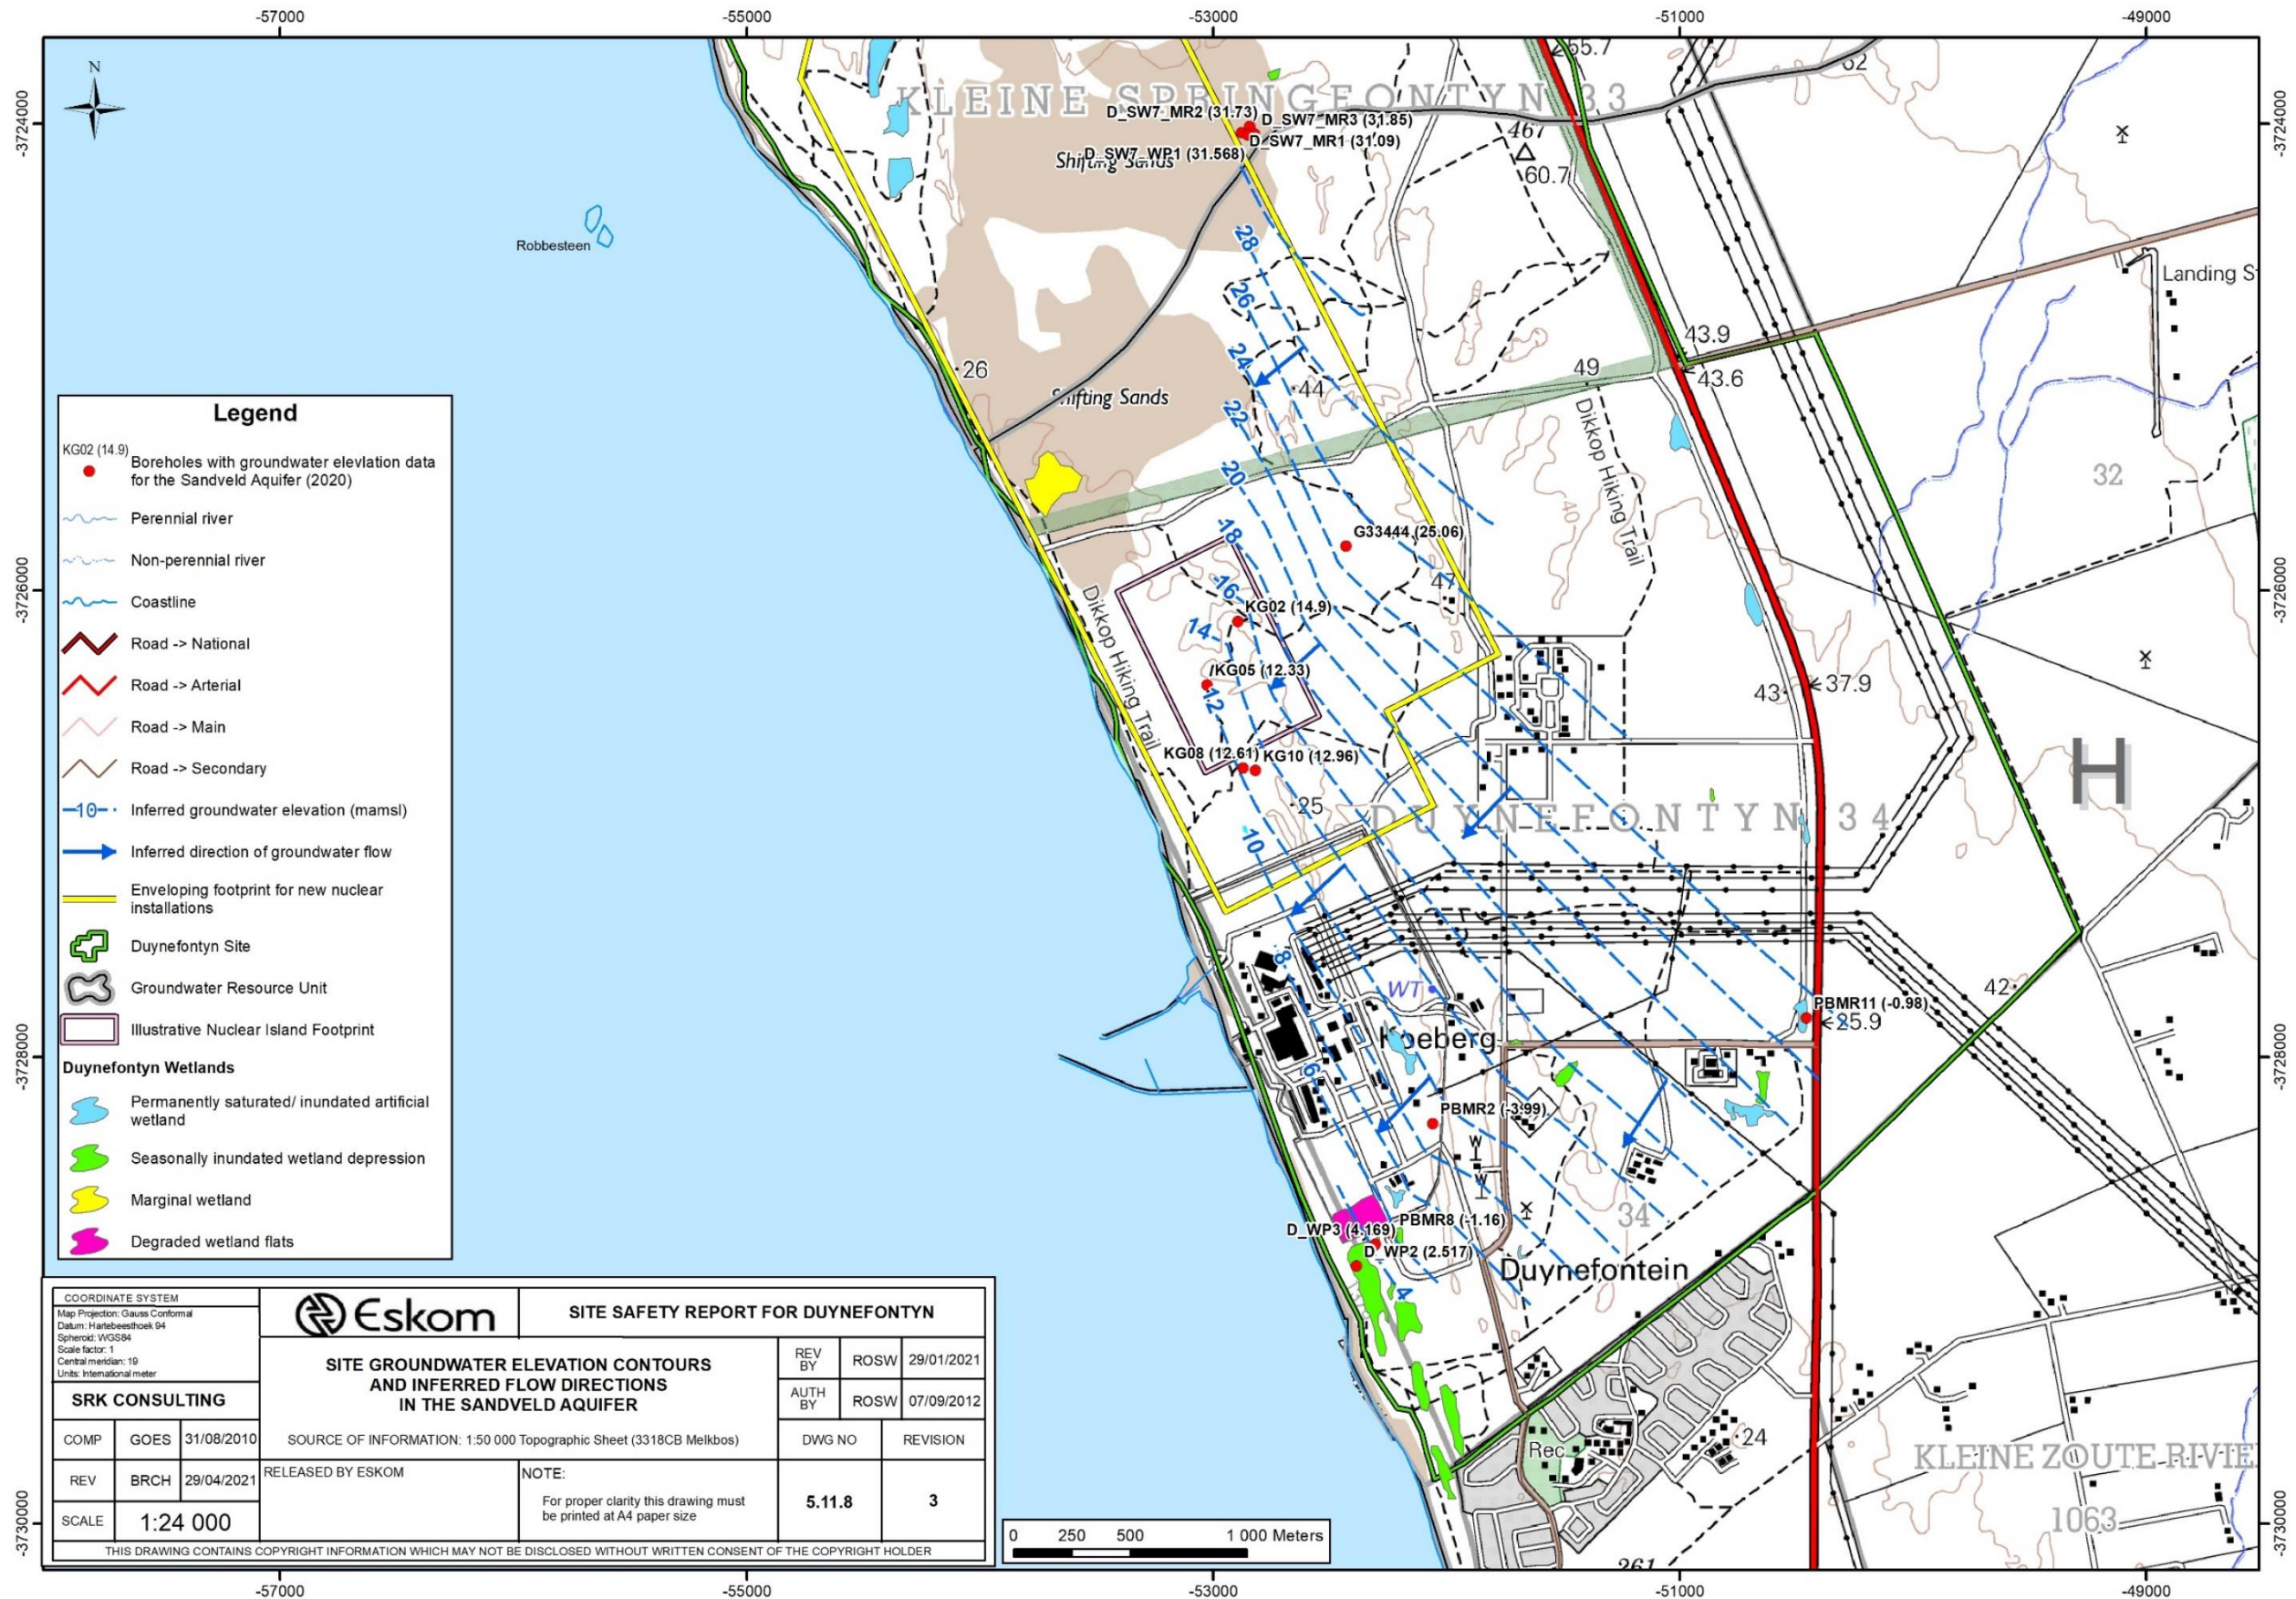 -57000
-55000
-53000
-51000
-49000
-3724000
-3724000
N
KLEINE SPRINGFONTYN 33
55.7
62
D_SW7_MR2 (31.73)
D_SW7_MR3 (31.85)
D_SW7_MR1 (31.09)
D_SW7_WP1 (31.568)
Shifting Sands
467
60.7
Robbesteen
28
26
24
22
20
18
16
14
12
10
8
6
4
Landing S
43.9
43.6
49
44
26
Shifting Sands
Dikkop Hiking Trail
40
32
G33444 (25.06)
47
-3726000
-3726000
KG02 (14.9)
Dikkop Hiking Trail
KG05 (12.33)
43
37.9
KG08 (12.61)
KG10 (12.96)
25
DUYNEFONTYN 34
H
WT
42
PBMR11 (-0.98)
25.9
Koeberg
-3728000
-3728000
PBMR2 (-3.99)
W
W
34
PBMR8 (-1.16)
D_WP3 (4.169)
D_WP2 (2.517)
Duynefontein
Rec
24
KLEINE ZOUTE RIVIE
1063
261
-3730000
-3730000
Legend
KG02 (14.9)
Boreholes with groundwater elevlation data
for the Sandveld Aquifer (2020)
Perennial river
Non-perennial river
Coastline
Road -> National
Road -> Arterial
Road -> Main
Road -> Secondary
10
Inferred groundwater elevation (mamsl)
Inferred direction of groundwater flow
Enveloping footprint for new nuclear
installations
Duynefontyn Site
Groundwater Resource Unit
Illustrative Nuclear Island Footprint
Duynefontyn Wetlands
Permanently saturated/ inundated artificial
wetland
Seasonally inundated wetland depression
Marginal wetland
Degraded wetland flats
COORDINATE SYSTEM
Map Projection: Gauss Conformal
Datum: Hartebeesthoek 94
Spheroid: WGS84
Scale factor: 1
Central meridian: 19
Units: International meter
SRK CONSULTING
COMP GOES 31/08/2010
REV BRCH 29/04/2021
SCALE 1:24 000
Eskom
SITE SAFETY REPORT FOR DUYNEFONTYN
SITE GROUNDWATER ELEVATION CONTOURS
AND INFERRED FLOW DIRECTIONS
IN THE SANDVELD AQUIFER
SOURCE OF INFORMATION: 1:50 000 Topographic Sheet (3318CB Melkbos)
REV BY ROSW 29/01/2021
AUTH BY ROSW 07/09/2012
DWG NO REVISION
5.11.8 3
RELEASED BY ESKOM
NOTE:
For proper clarity this drawing must
be printed at A4 paper size
THIS DRAWING CONTAINS COPYRIGHT INFORMATION WHICH MAY NOT BE DISCLOSED WITHOUT WRITTEN CONSENT OF THE COPYRIGHT HOLDER
0 250 500 1 000 Meters
-57000
-55000
-53000
-51000
-49000